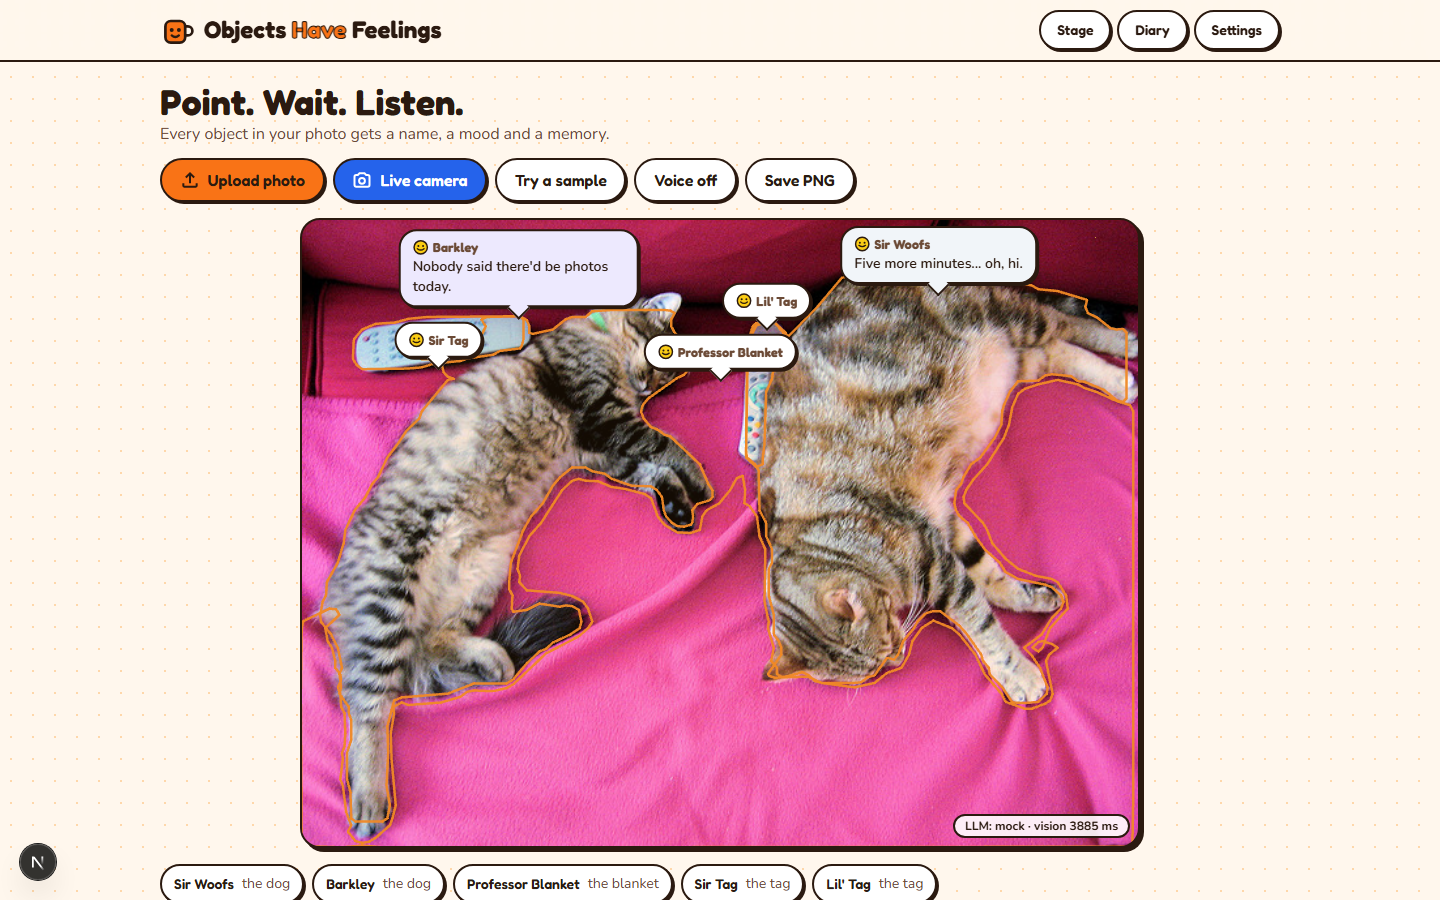 Objects Have Feelings
Stage
Diary
Settings
Point. Wait. Listen.
Every object in your photo gets a name, a mood and a memory.
Upload photo
Live camera
Try a sample
Voice off
Save PNG
Barkley
Nobody said there'd be photos
today.
Sir Woofs
Five more minutes... oh, hi.
Lil' Tag
Sir Tag
Professor Blanket
LLM: mock · vision 3885 ms
N
Sir Woofs the dog
Barkley the dog
Professor Blanket the blanket
Sir Tag the tag
Lil' Tag the tag